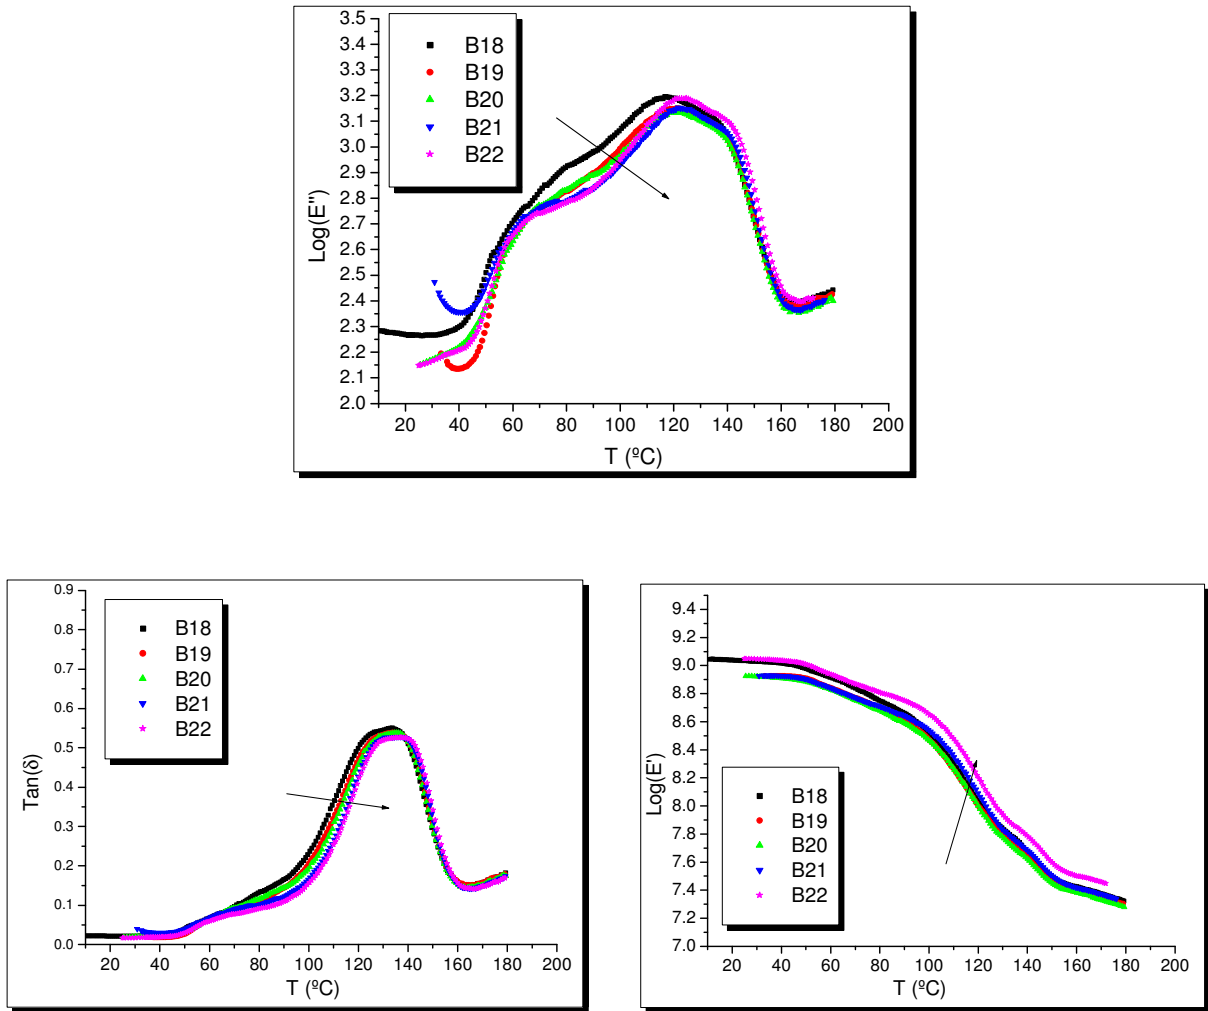 3.5
3.4
3.3
3.2
3.1
3.0
2.9
2.8
2.7
2.6
2.5
2.4
2.3
2.2
2.1
2.0
Log(E'')
B18
B19
B20
B21
B22
20 40 60 80 100 120 140 160 180 200
T (ºC)
0.9
0.8
0.7
0.6
0.5
0.4
0.3
0.2
0.1
0.0
Tan(δ)
B18
B19
B20
B21
B22
20 40 60 80 100 120 140 160 180 200
T (ºC)
9.4
9.2
9.0
8.8
8.6
8.4
8.2
8.0
7.8
7.6
7.4
7.2
7.0
Log(E')
B18
B19
B20
B21
B22
20 40 60 80 100 120 140 160 180 200
T (ºC)